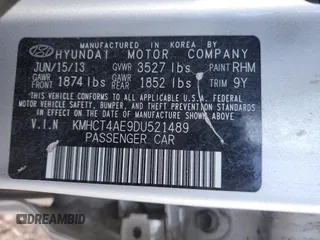 MANUFACTURED IN KOREA BY
HYUNDAI MOTOR COMPANY
JUN/15/13 GVWR 3527 lbs PAINT RHM
GAWR 1874 lbs GAWR 1852 lbs TRIM 9Y
FRONT REAR
THIS VEHICLE CONFORMS TO ALL APPLICABLE
FEDERAL MOTOR VEHICLE SAFETY, BUMPER, AND
THEFT PREVENTION STANDARDS IN EFFECT ON THE
DATE OF MANUFACTURE SHOWN ABOVE.
V.I.N KMHCT4AE9DU521489
PASSENGER CAR
DREAMBID